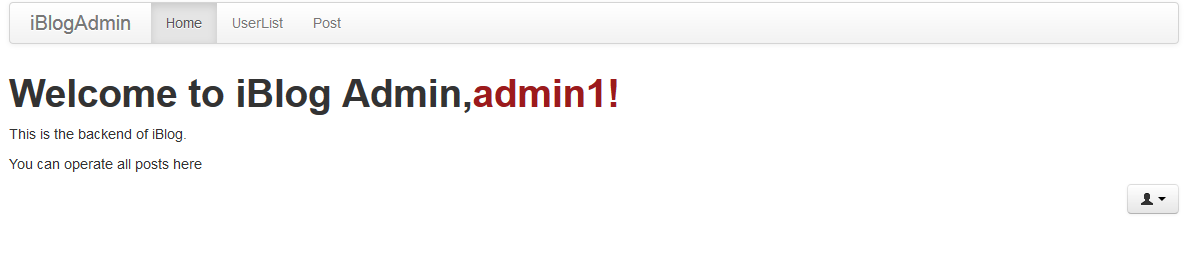 iBlogAdmin Home UserList Post
Welcome to iBlog Admin,admin1!
This is the backend of iBlog.
You can operate all posts here